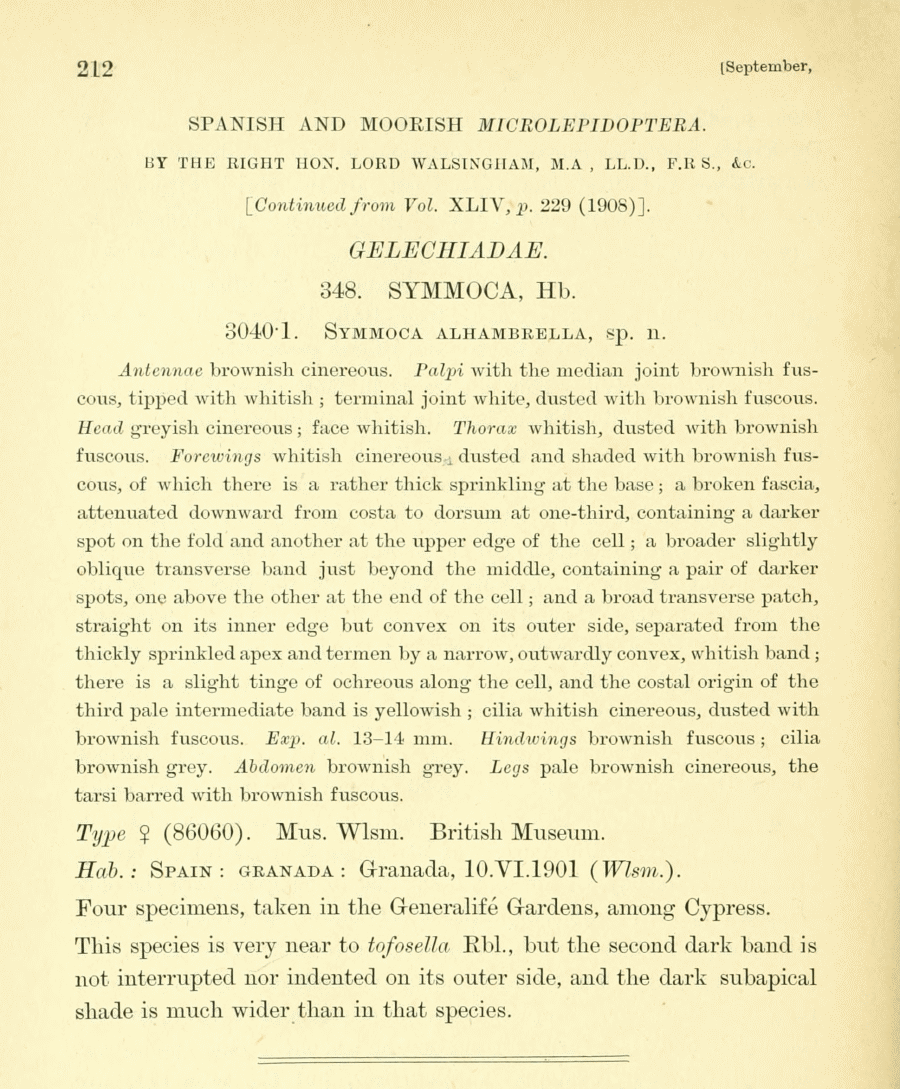 212
[September,
SPANISH AND MOORISH MICROLEPIDOPTERA.
BY THE RIGHT HON. LORD WALSINGHAM, M.A , LL.D., F.R S., &c.
[Continued from Vol. XLIV, p. 229 (1908)].
GELECHIADAE.
348. SYMMOCA, Hb.
3040·1. SYMMOCA ALHAMBRELLA, sp. n.
Antennae brownish cinereous. Palpi with the median joint brownish fus-
cous, tipped with whitish ; terminal joint white, dusted with brownish fuscous.
Head greyish cinereous ; face whitish. Thorax whitish, dusted with brownish
fuscous. Forewings whitish cinereous, dusted and shaded with brownish fus-
cous, of which there is a rather thick sprinkling at the base ; a broken fascia,
attenuated downward from costa to dorsum at one-third, containing a darker
spot on the fold and another at the upper edge of the cell ; a broader slightly
oblique transverse band just beyond the middle, containing a pair of darker
spots, one above the other at the end of the cell ; and a broad transverse patch,
straight on its inner edge but convex on its outer side, separated from the
thickly sprinkled apex and termen by a narrow, outwardly convex, whitish band ;
there is a slight tinge of ochreous along the cell, and the costal origin of the
third pale intermediate band is yellowish ; cilia whitish cinereous, dusted with
brownish fuscous. Exp. al. 13–14 mm. Hindwings brownish fuscous ; cilia
brownish grey. Abdomen brownish grey. Legs pale brownish cinereous, the
tarsi barred with brownish fuscous.
Type ♀ (86060). Mus. Wlsm. British Museum.
Hab. : SPAIN : GRANADA : Granada, 10.VI.1901 (Wlsm.).
Four specimens, taken in the Generalifé Gardens, among Cypress.
This species is very near to tofosella Rbl., but the second dark band is
not interrupted nor indented on its outer side, and the dark subapical
shade is much wider than in that species.